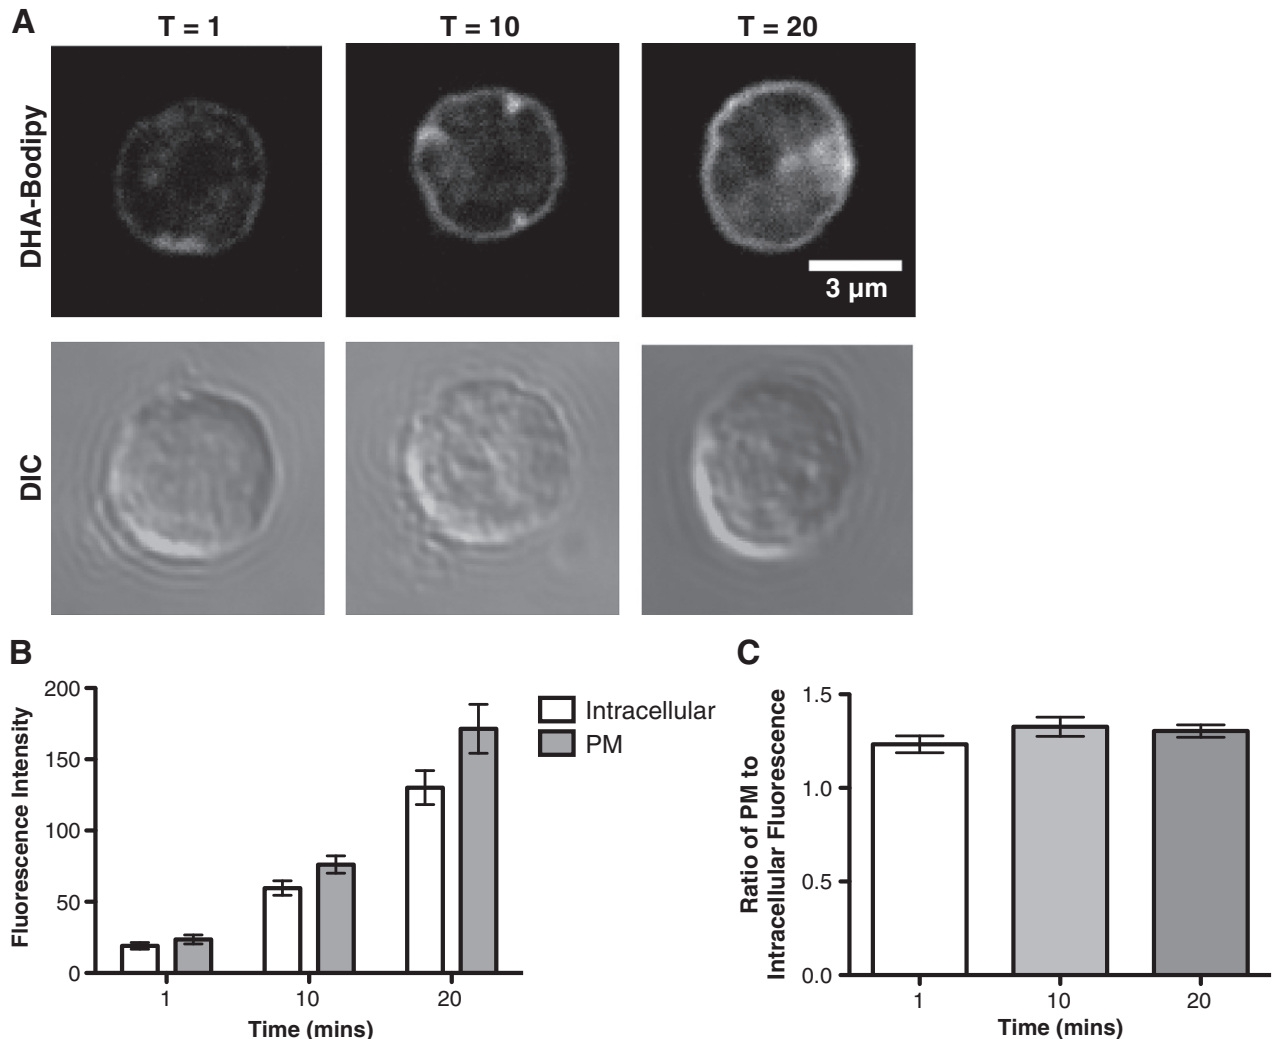 A
T = 1
T = 10
T = 20
DHA-Bodipy
3 µm
DIC
B
200
150
100
50
0
Fluorescence Intensity
1
10
20
Time (mins)
Intracellular
PM
C
1.5
1.0
0.5
0.0
Ratio of PM to
Intracellular Fluorescence
1
10
20
Time (mins)